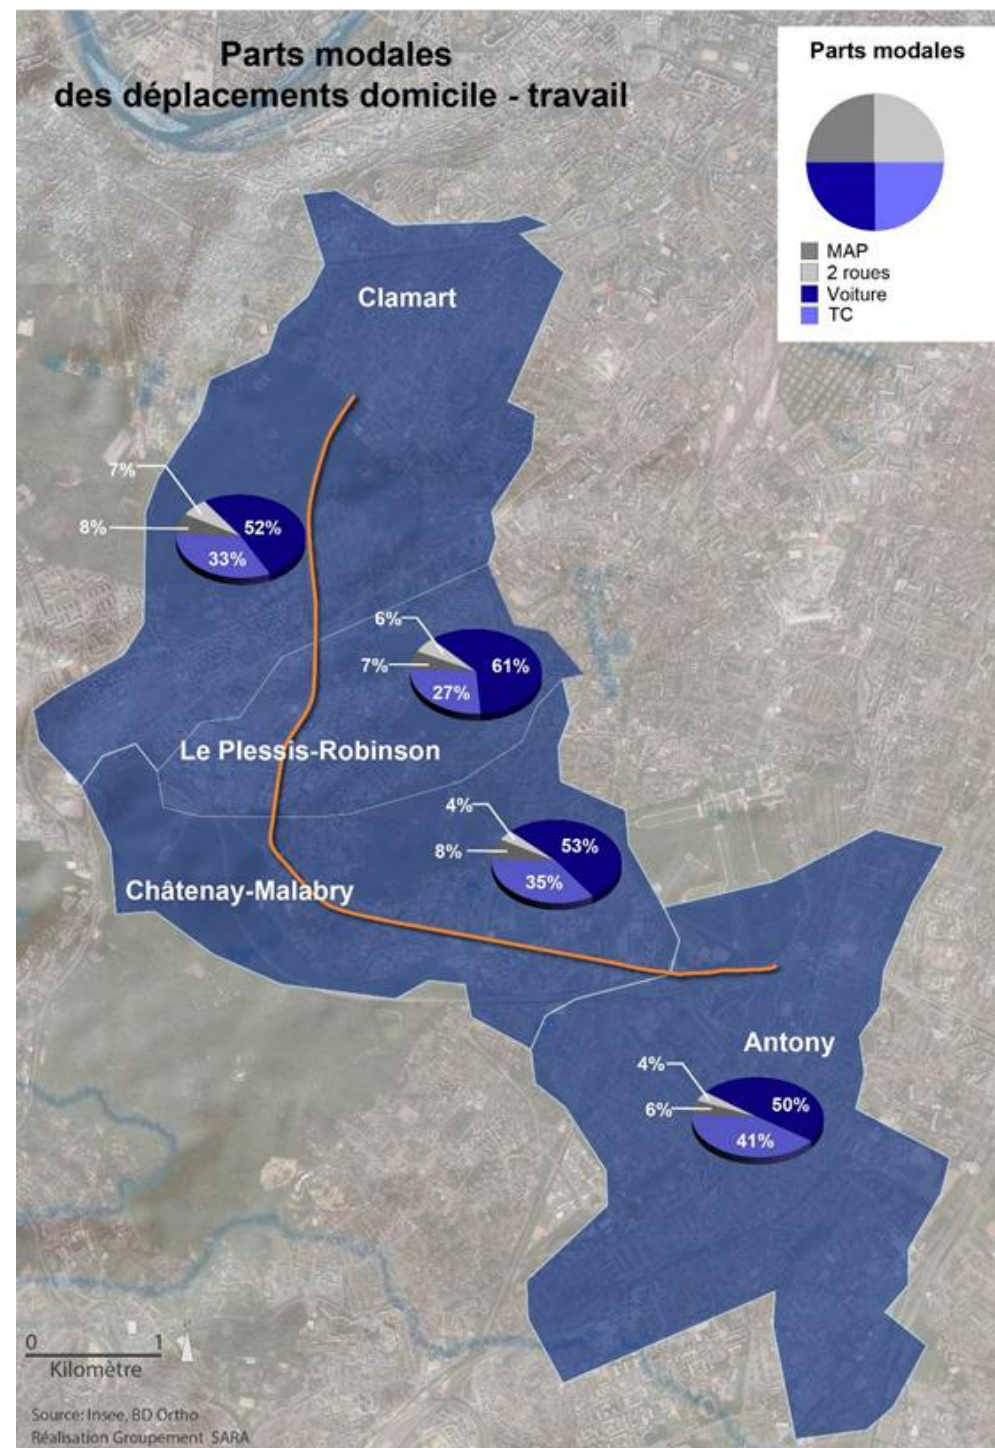 Parts modales
des déplacements domicile - travail
Parts modales
MAP
2 roues
Voiture
TC
Clamart
7%
8%
52%
33%
6%
7%
61%
27%
Le Plessis-Robinson
4%
8%
53%
35%
Châtenay-Malabry
Antony
4%
6%
50%
41%
0 1
Kilomètre
Source: Insee, BD Ortho
Réalisation Groupement SARA